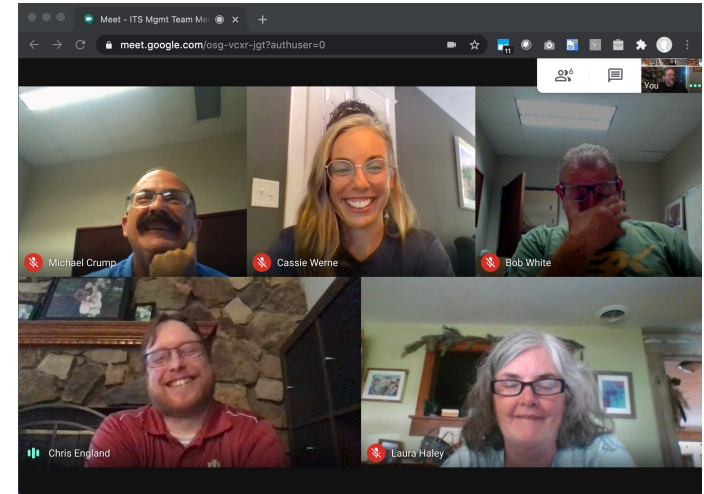 Meet - ITS Mgmt Team Me
meet.google.com/osg-vcxr-jgt?authuser=0
11
6
You
Michael Crump
Cassie Werne
Bob White
Chris England
Laura Haley